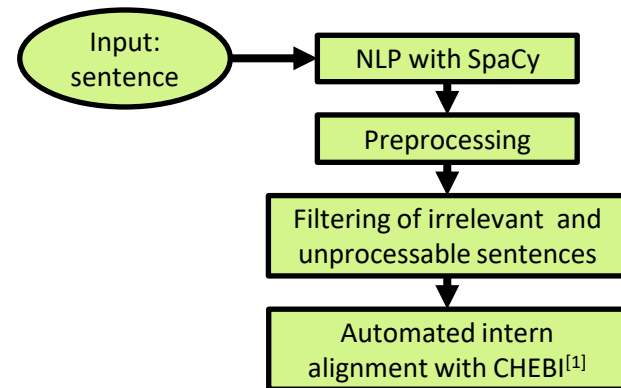 Input:
sentence
NLP with SpaCy
Preprocessing
Filtering of irrelevant and
unprocessable sentences
Automated intern
alignment with CHEBI[1]